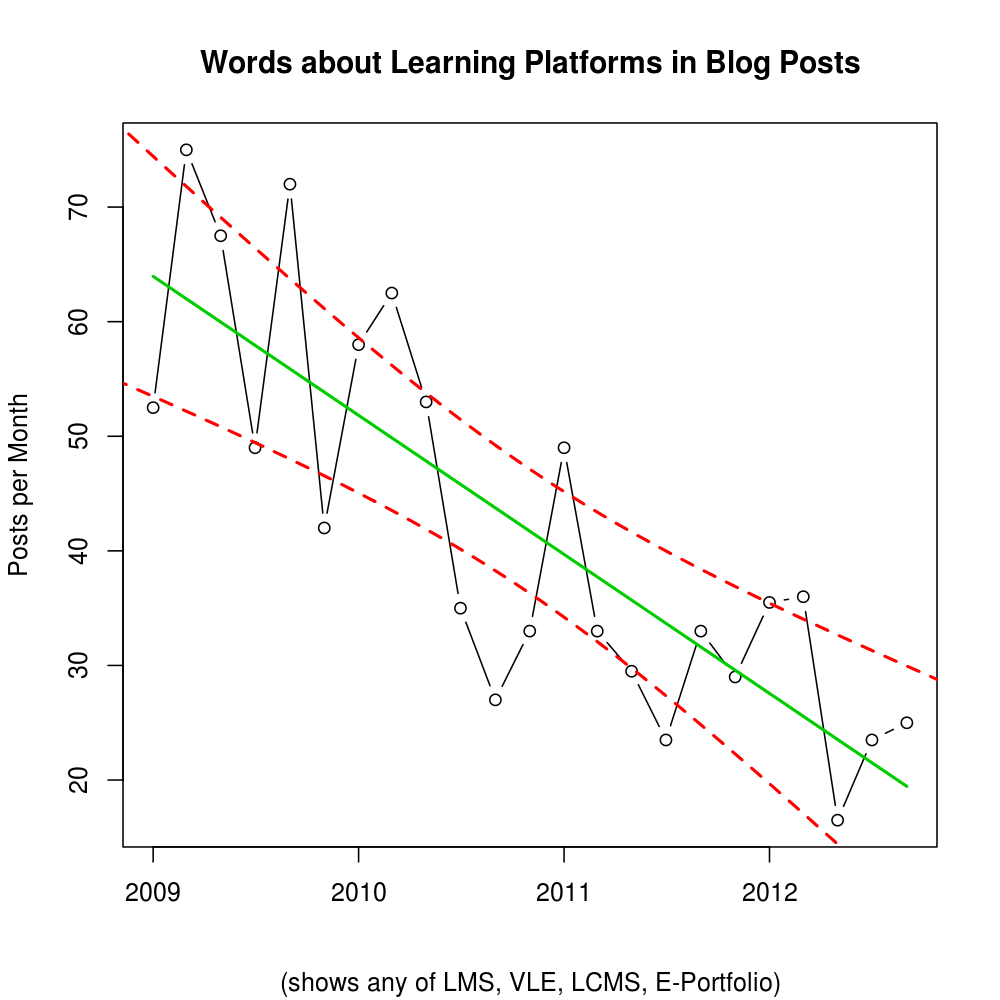 Words about Learning Platforms in Blog Posts
Posts per Month
70
60
50
40
30
20
2009 2010 2011 2012
(shows any of LMS, VLE, LCMS, E-Portfolio)